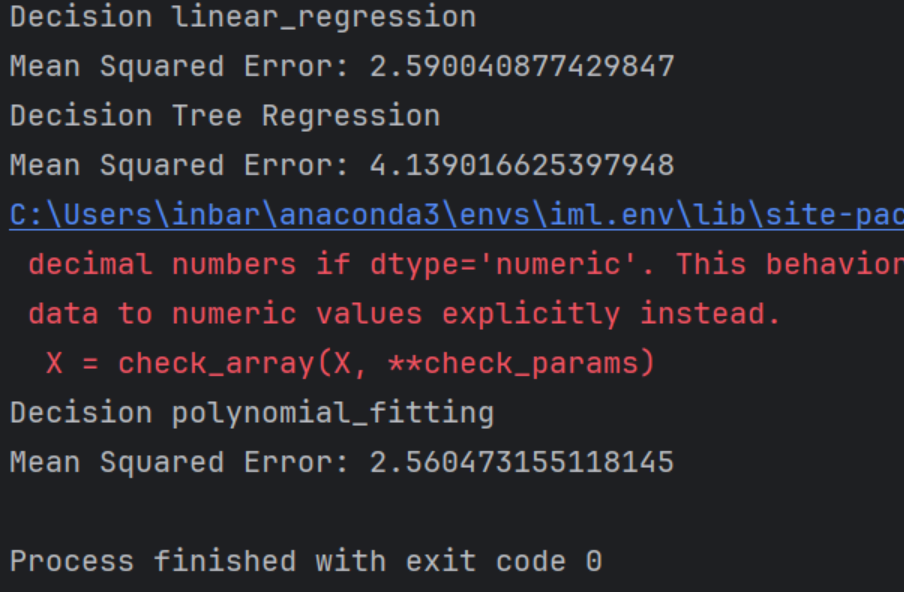 Decision linear_regression
Mean Squared Error: 2.590040877429847
Decision Tree Regression
Mean Squared Error: 4.139016625397948
C:\Users\inbar\anaconda3\envs\iml.env\lib\site-pac
decimal numbers if dtype='numeric'. This behavior
data to numeric values explicitly instead.
X = check_array(X, **check_params)
Decision polynomial_fitting
Mean Squared Error: 2.560473155118145
Process finished with exit code 0